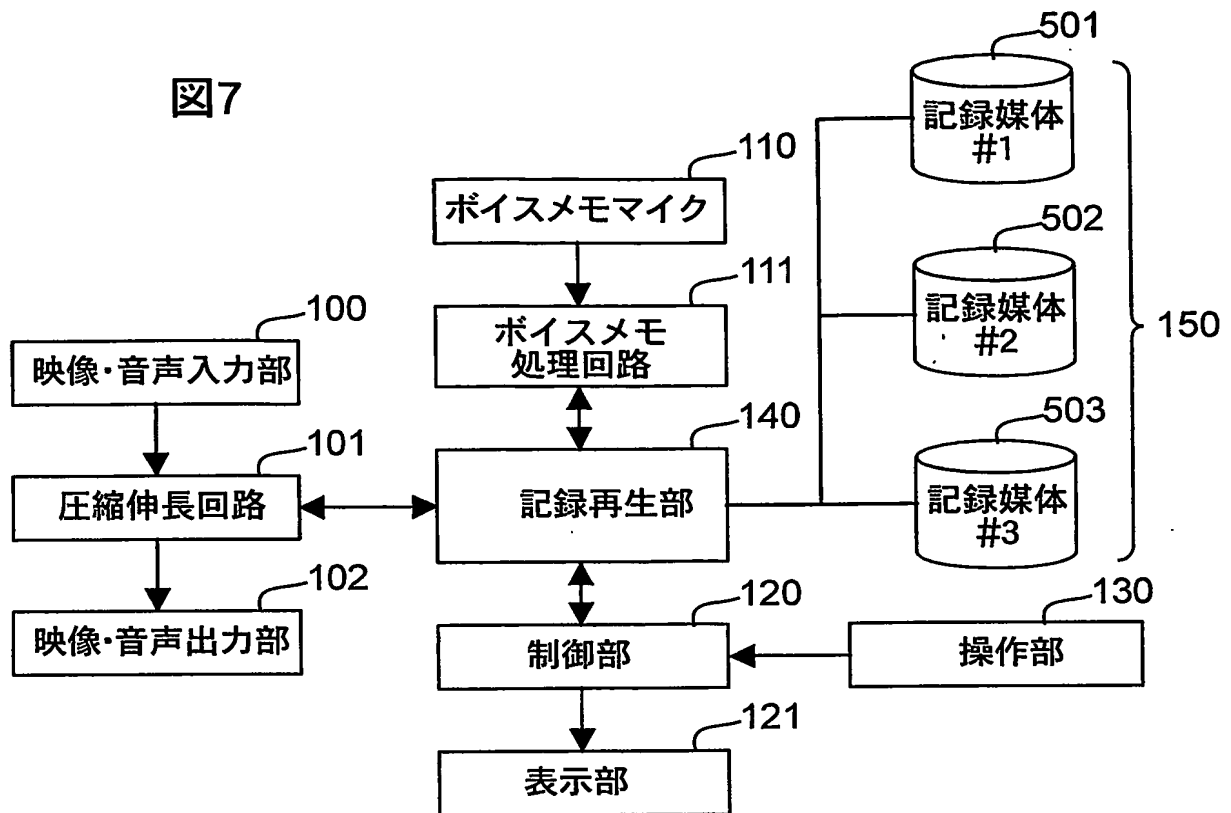 図7
501
記録媒体
#1
110
ボイスメモマイク
502
記録媒体
#2
111
ボイスメモ
処理回路
150
100
映像・音声入力部
503
記録媒体
#3
140
記録再生部
101
圧縮伸長回路
102
映像・音声出力部
120
制御部
130
操作部
121
表示部